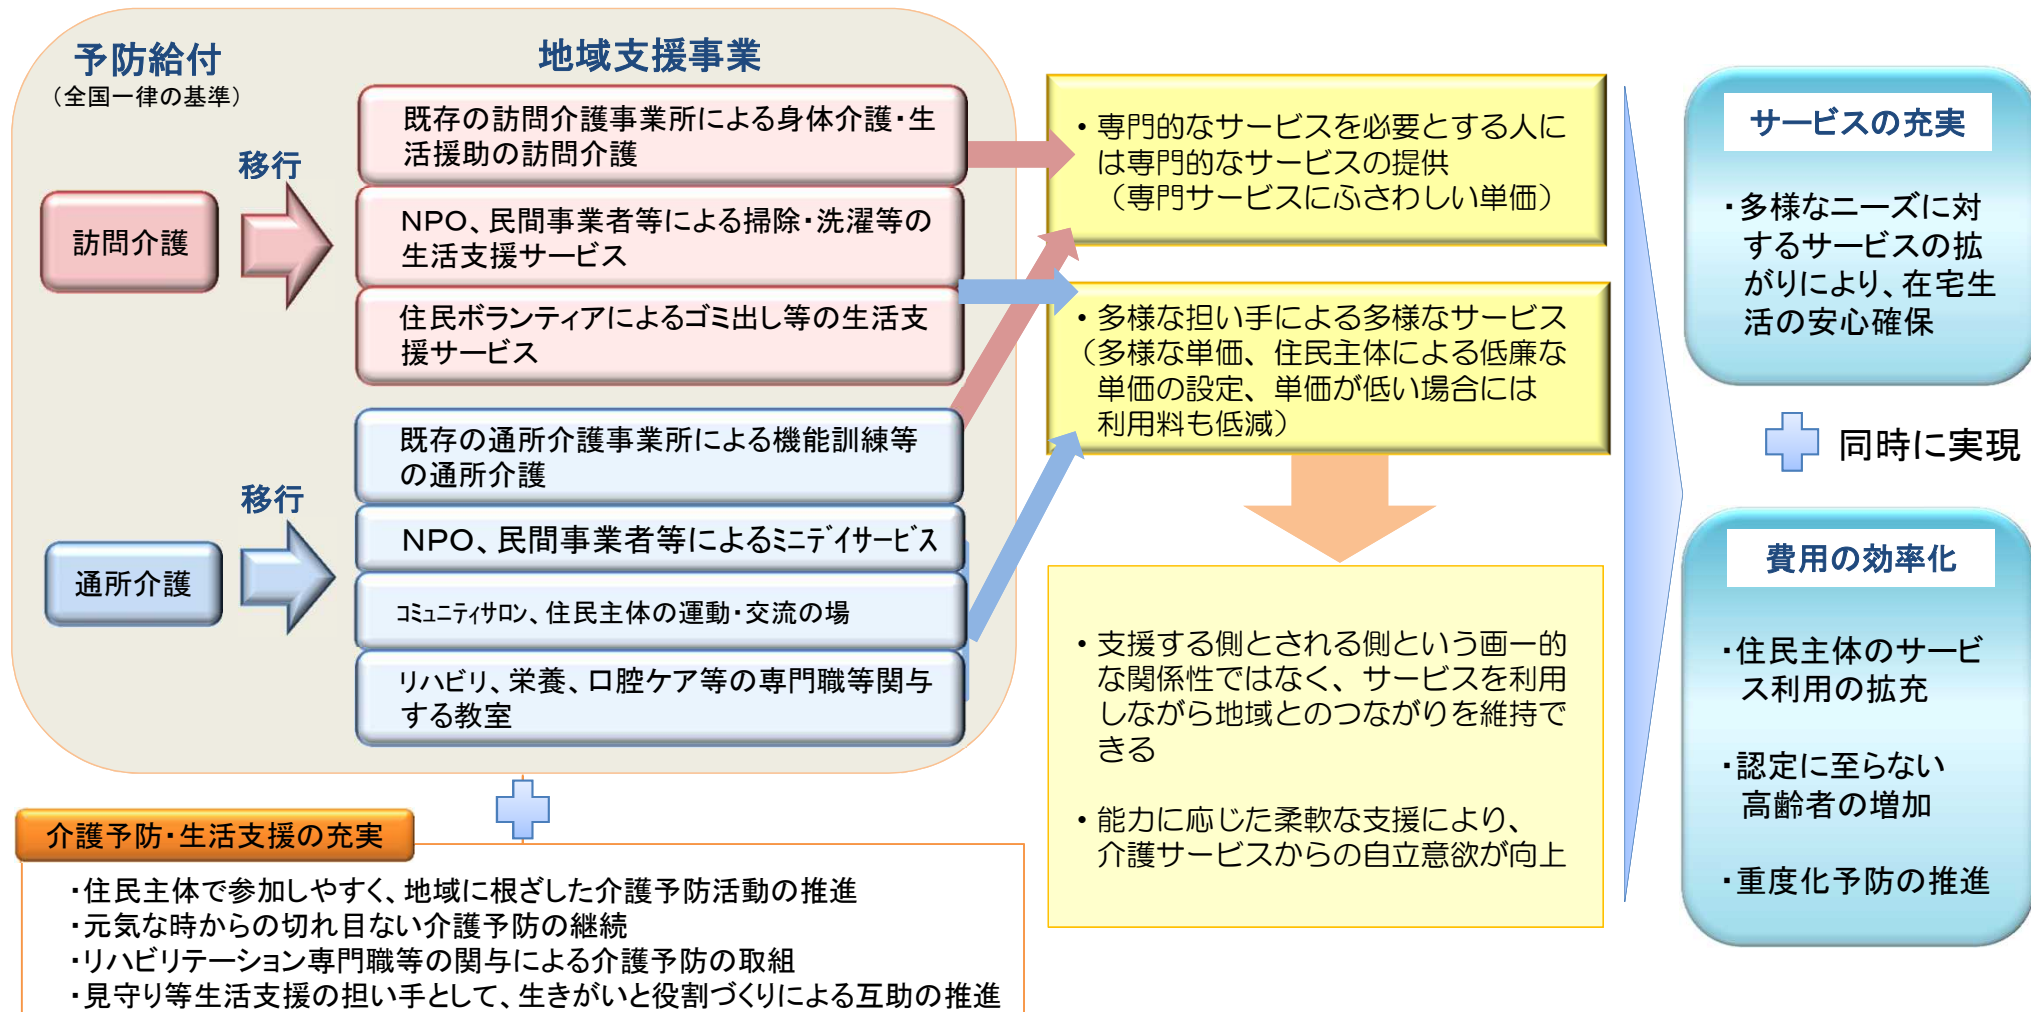 予防給付
（全国一律の基準）
地域支援事業
移行
訪問介護
既存の訪問介護事業所による身体介護・生
活援助の訪問介護
ＮＰＯ、民間事業者等による掃除・洗濯等の
生活支援サービス
住民ボランティアによるゴミ出し等の生活支
援サービス
移行
通所介護
既存の通所介護事業所による機能訓練等
の通所介護
ＮＰＯ、民間事業者等によるﾐﾆﾃﾞｲサービス
ｺﾐｭﾆﾃｨサロン、住民主体の運動・交流の場
リハビリ、栄養、口腔ケア等の専門職等関与
する教室
・専門的なサービスを必要とする人に
は専門的なサービスの提供
（専門サービスにふさわしい単価）
・多様な担い手による多様なサービス
（多様な単価、住民主体による低廉な
単価の設定、単価が低い場合には
利用料も低減）
・支援する側とされる側という画一的
な関係性ではなく、サービスを利用
しながら地域とのつながりを維持で
きる
・能力に応じた柔軟な支援により、
介護サービスからの自立意欲が向上
サービスの充実
・多様なニーズに対
するサービスの拡
がりにより、在宅生
活の安心確保
同時に実現
費用の効率化
・住民主体のサービ
ス利用の拡充
・認定に至らない
高齢者の増加
・重度化予防の推進
介護予防・生活支援の充実
・住民主体で参加しやすく、地域に根ざした介護予防活動の推進
・元気な時からの切れ目ない介護予防の継続
・リハビリテーション専門職等の関与による介護予防の取組
・見守り等生活支援の担い手として、生きがいと役割づくりによる互助の推進